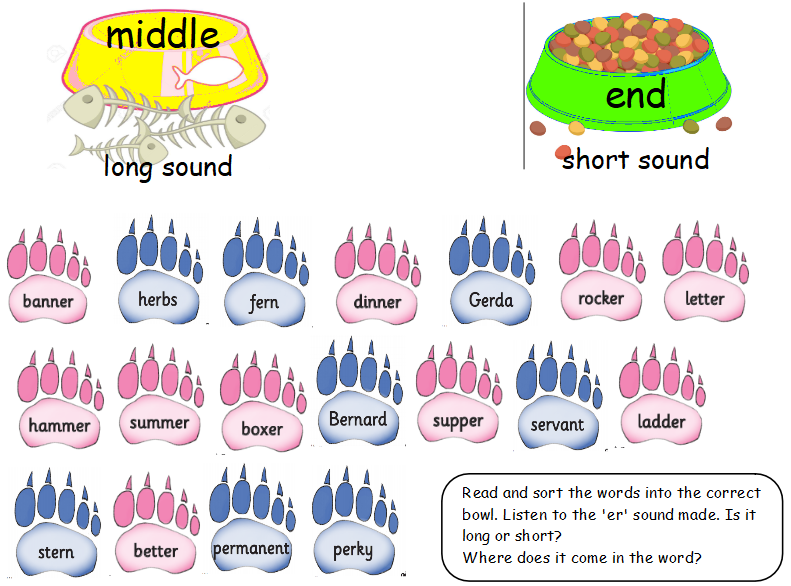 middle
long sound
end
short sound
banner herbs fern dinner Gerda rocker letter
hammer summer boxer Bernard supper servant ladder
stern better permanent perky
Read and sort the words into the correct
bowl. Listen to the 'er' sound made. Is it
long or short?
Where does it come in the word?